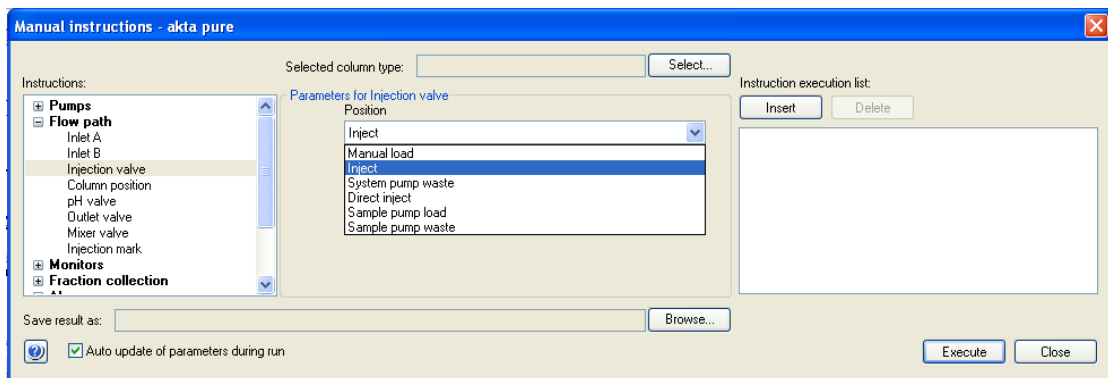 Manual instructions - akta pure
Selected column type:
Select...
Instructions:
Pumps
Flow path
Inlet A
Inlet B
Injection valve
Column position
pH valve
Outlet valve
Mixer valve
Injection mark
Monitors
Fraction collection
Parameters for Injection valve
Position
Inject
Manual load
Inject
System pump waste
Direct inject
Sample pump load
Sample pump waste
Instruction execution list:
Insert
Delete
Save result as:
Browse...
Auto update of parameters during run
Execute
Close